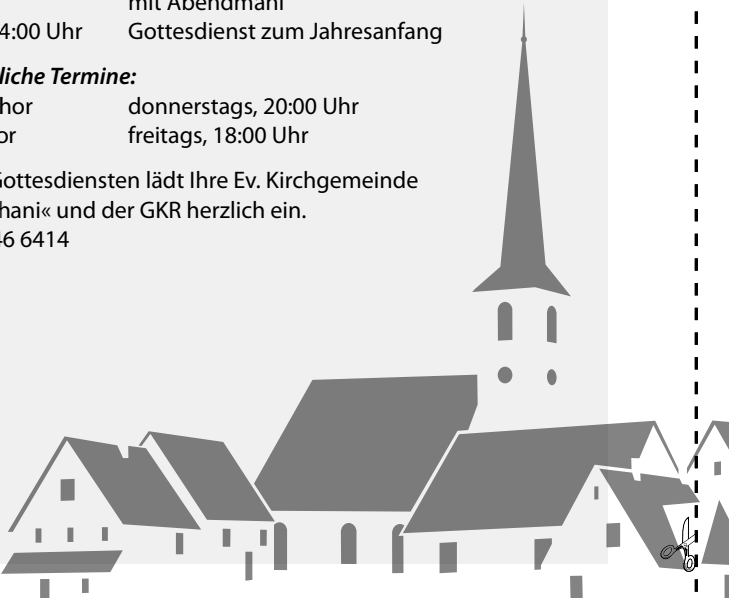 mit Abendmahl
4:00 Uhr Gottesdienst zum Jahresanfang
liche Termine:
hor donnerstags, 20:00 Uhr
or freitags, 18:00 Uhr
Gottesdiensten lädt Ihre Ev. Kirchgemeinde
hani« und der GKR herzlich ein.
46 6414